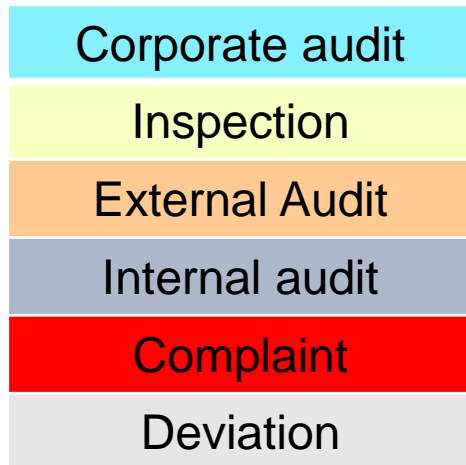 Corporate audit
Inspection
External Audit
Internal audit
Complaint
Deviation